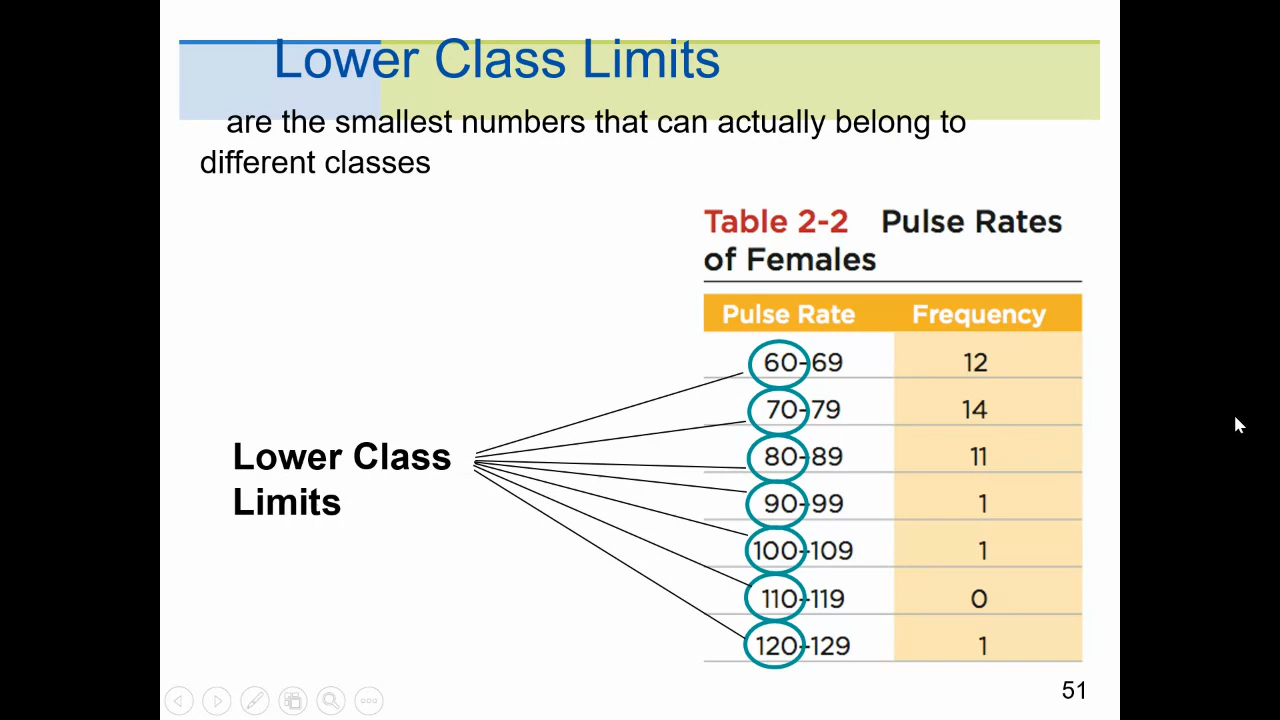 Lower Class Limits
are the smallest numbers that can actually belong to
different classes
Table 2-2 Pulse Rates
of Females
Pulse Rate Frequency
60-69 12
70-79 14
80-89 11
90-99 1
100-109 1
110-119 0
120-129 1
Lower Class
Limits
51